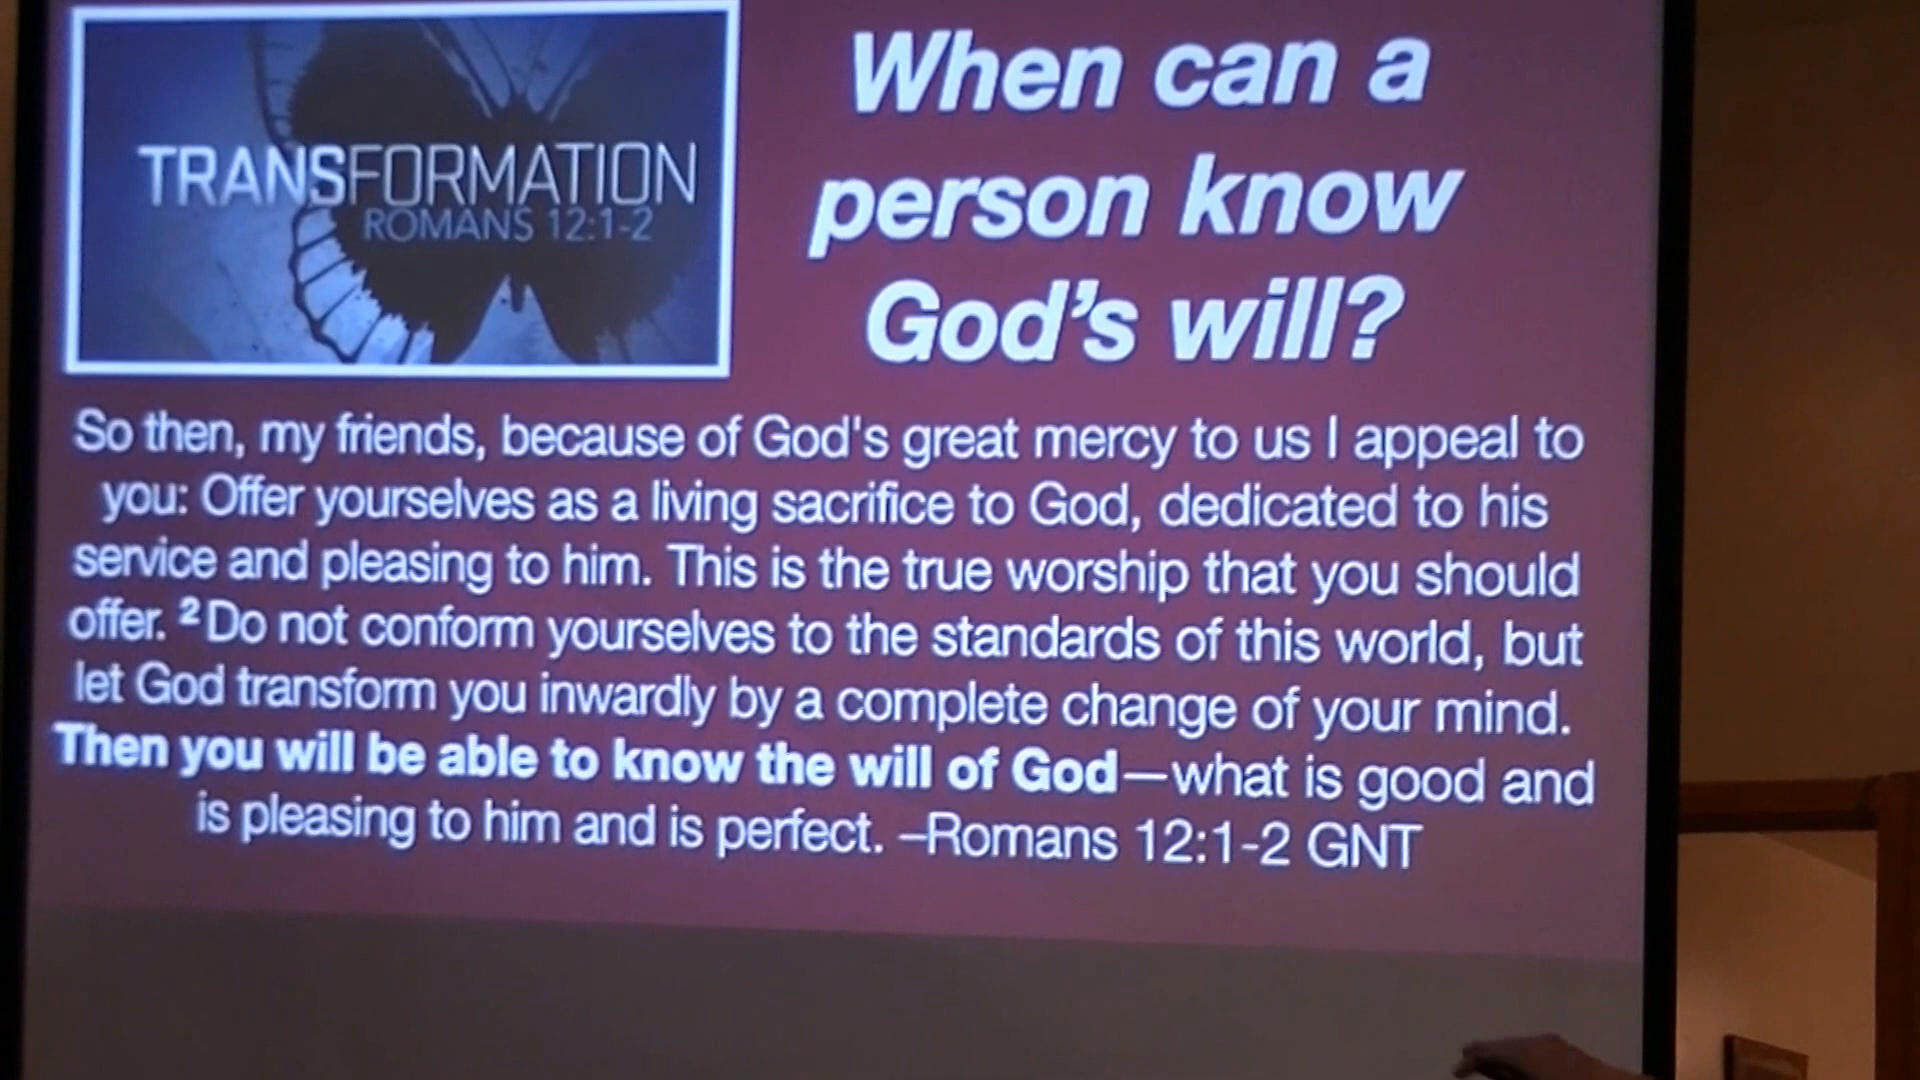 TRANSFORMATION
ROMANS 12:1-2
When can a
person know
God's will?
So then, my friends, because of God's great mercy to us I appeal to
you: Offer yourselves as a living sacrifice to God, dedicated to his
service and pleasing to him. This is the true worship that you should
offer. ²Do not conform yourselves to the standards of this world, but
let God transform you inwardly by a complete change of your mind.
Then you will be able to know the will of God—what is good and
is pleasing to him and is perfect. –Romans 12:1-2 GNT